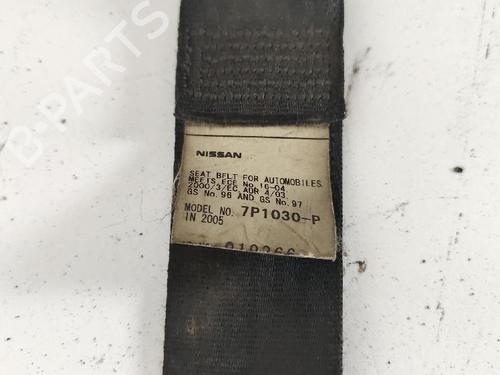 NISSAN
SEAT BELT FOR AUTOMOBILES
MEETS ECE No. 16-04
2000/3/EC ADR 4/03
GS No. 96 AND GS No. 97
MODEL NO. 7P1030-P
IN 2005
B-PARTS